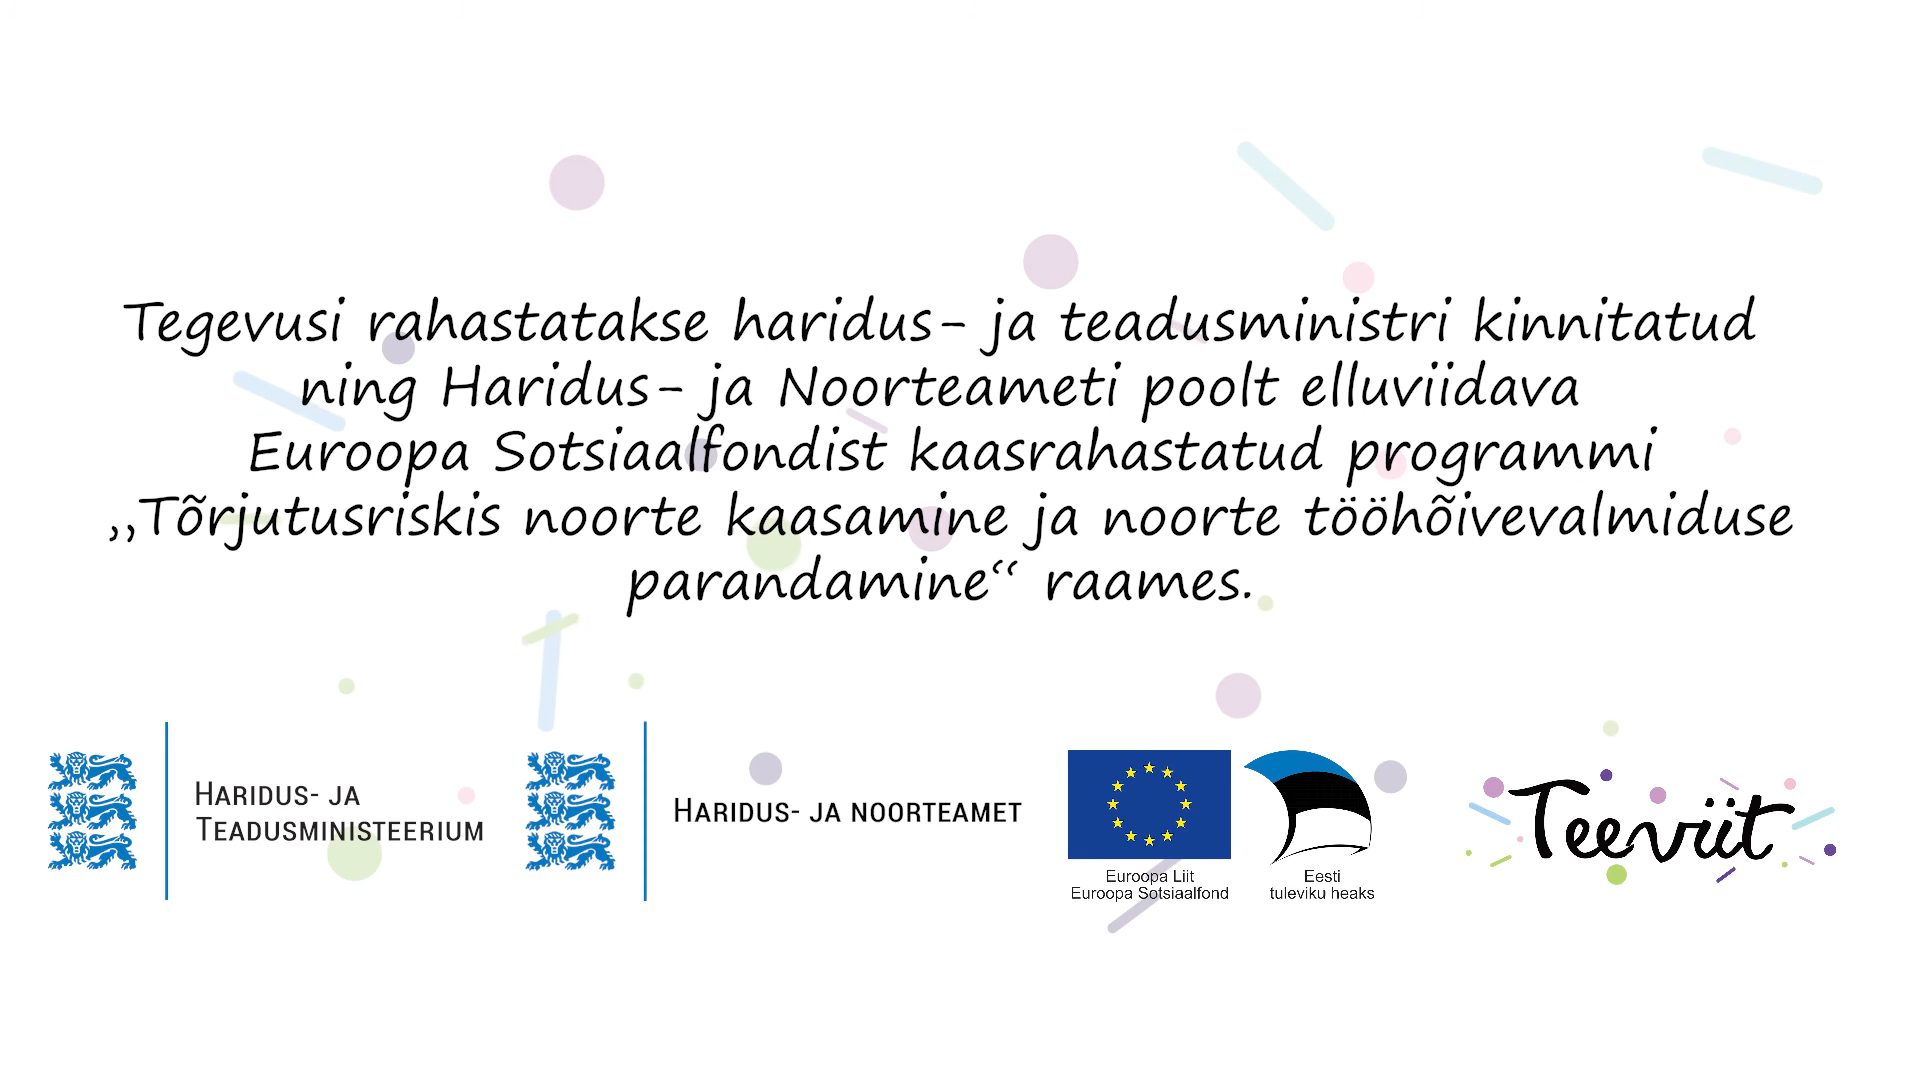 Tegevusi rahastatakse haridus- ja teadusministri kinnitatud
ning Haridus- ja Noorteameti poolt elluviidava
Euroopa Sotsiaalfondist kaasrahastatud programmi
,,Tõrjutusriskis noorte kaasamine ja noorte tööhõivevalmiduse
parandamine“ raames.
HARIDUS- JA
TEADUSMINISTEERIUM
HARIDUS- JA NOORTEAMET
Euroopa Liit
Euroopa Sotsiaalfond
Eesti
tuleviku heaks
Teeviit